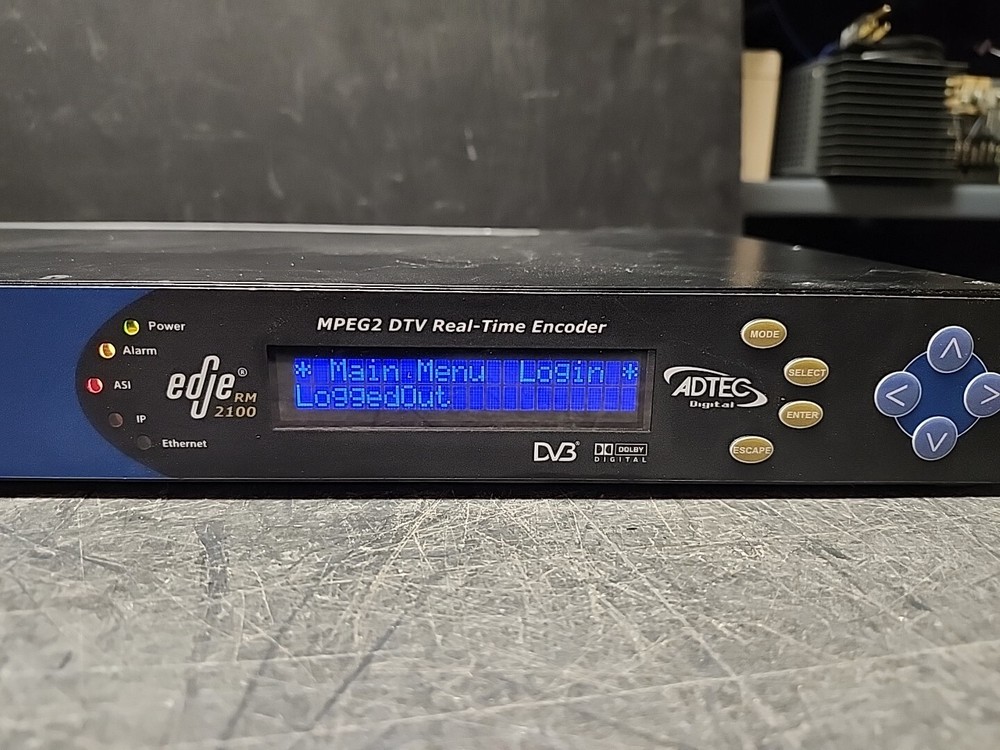 MPEG2 DTV Real-Time Encoder
Power
Alarm
ASI
IP
Ethernet
edje®
RM
2100
* Main Menu Login *
LoggedOut
DVB®
DOLBY
DIGITAL
ADTEC
Digital
MODE
SELECT
ENTER
ESCAPE